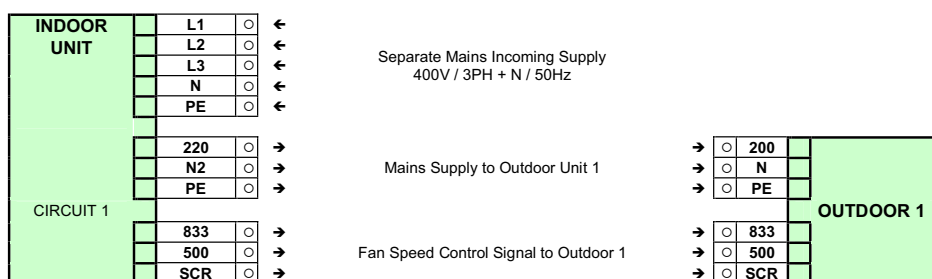 INDOOR UNIT
L1
L2
L3
N
PE
Separate Mains Incoming Supply
400V / 3PH + N / 50Hz
CIRCUIT 1
220
N2
PE
Mains Supply to Outdoor Unit 1
200
N
PE
OUTDOOR 1
833
500
SCR
Fan Speed Control Signal to Outdoor 1
833
500
SCR